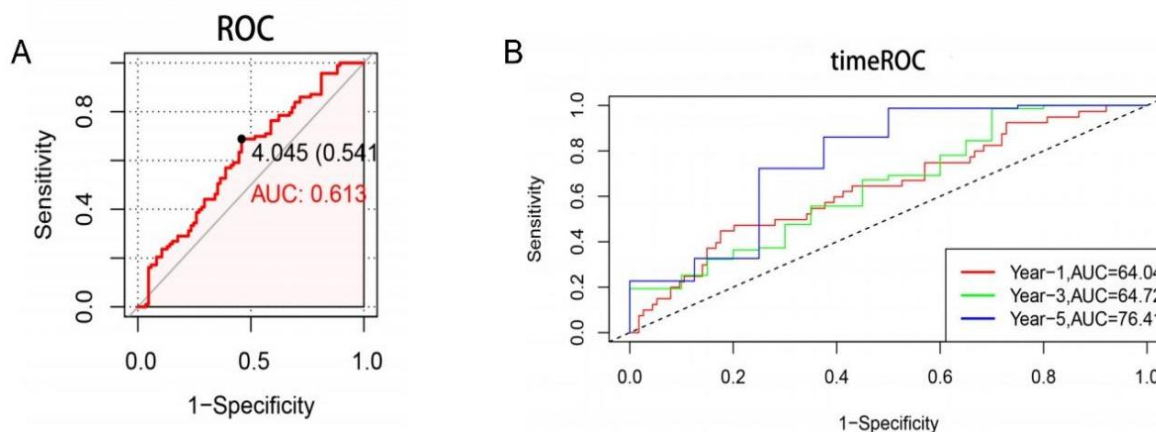 A
ROC
Sensitivity
0.8
0.4
0.0
4.045 (0.541
AUC: 0.613
0.0 0.5 1.0
1-Specificity
B
timeROC
Sensitivity
1.0
0.8
0.6
0.4
0.2
0.0
Year-1,AUC=64.04
Year-3,AUC=64.72
Year-5,AUC=76.41
0.0 0.2 0.4 0.6 0.8 1.0
1-Specificity